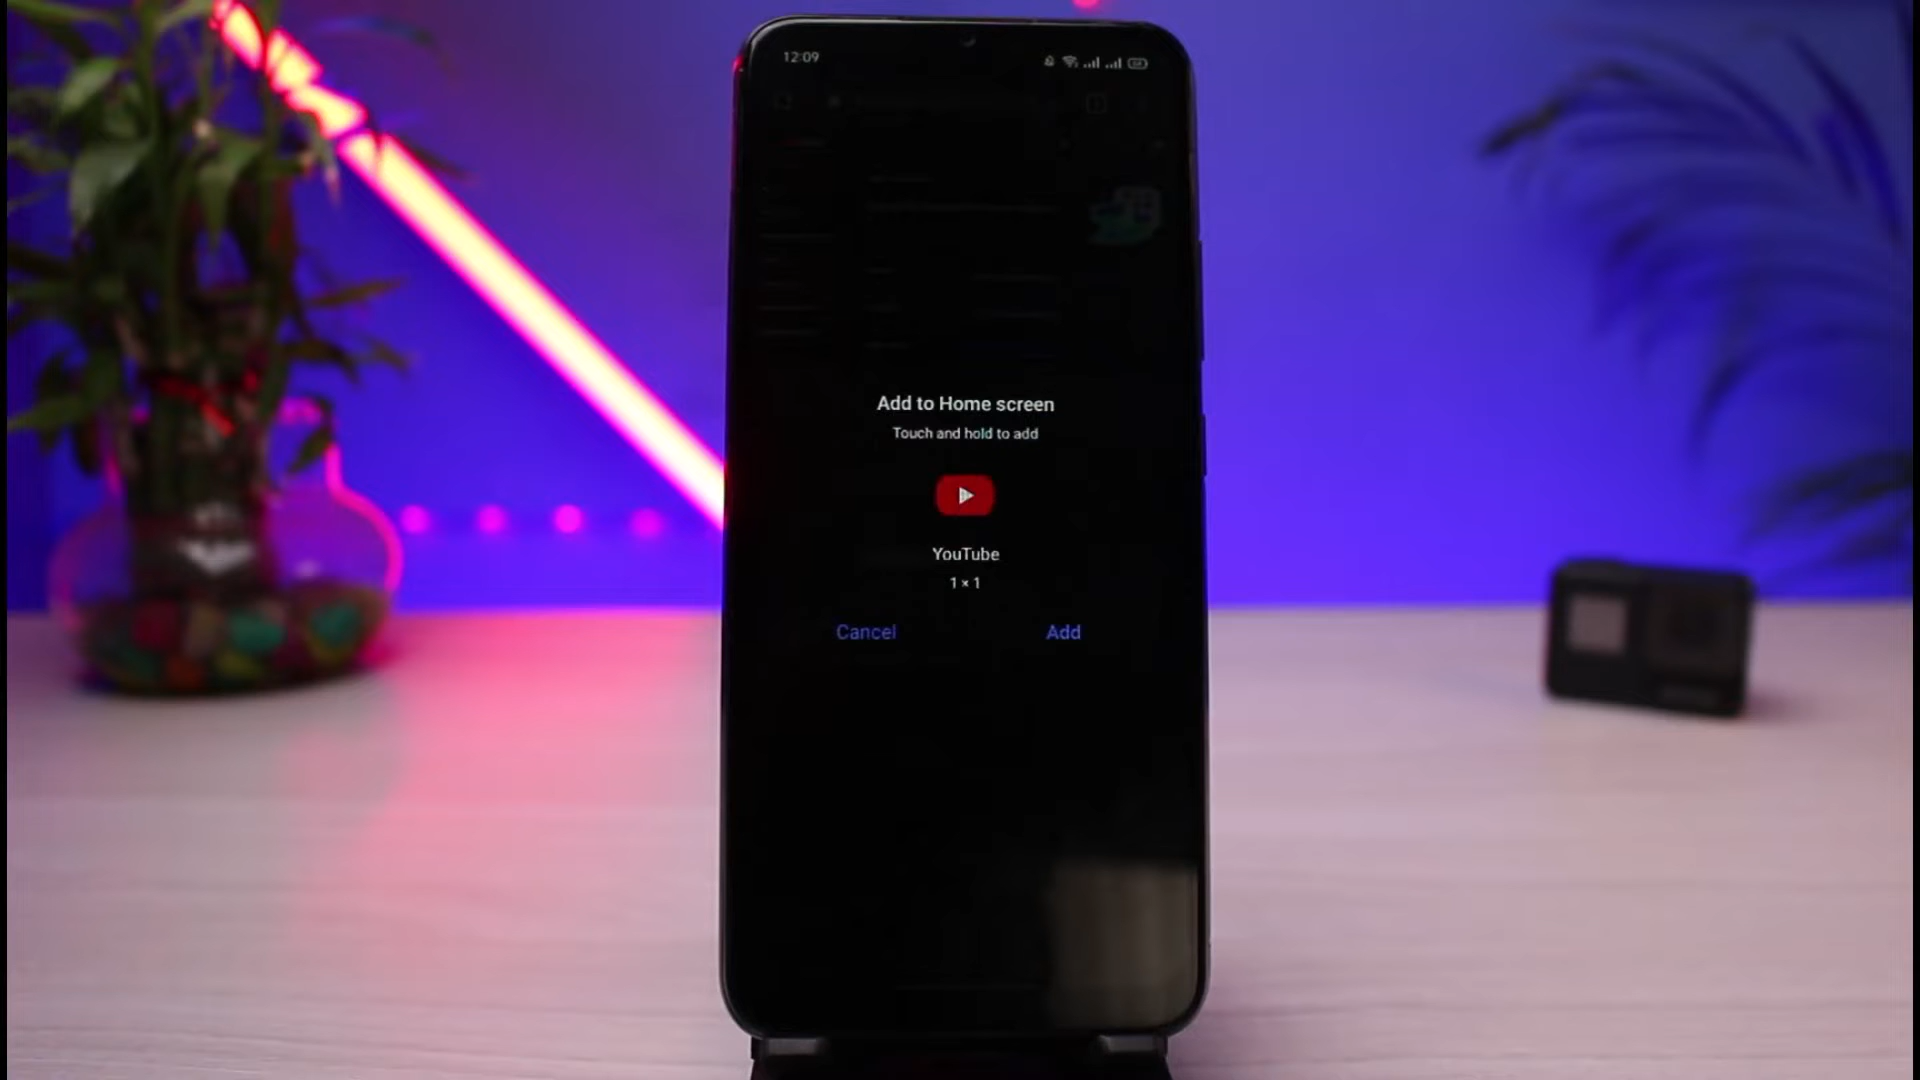 12:09
Add to Home screen
Touch and hold to add
YouTube
1 × 1
Cancel
Add